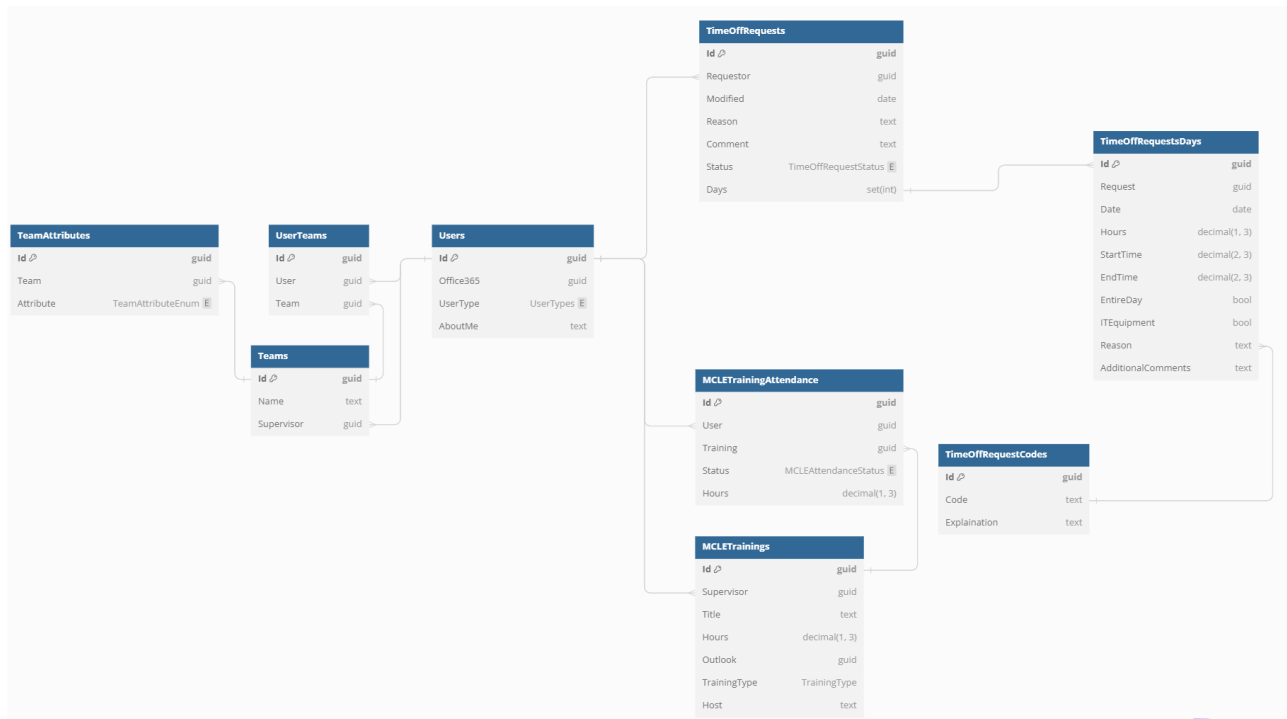 TimeOffRequests
Id guid
Requestor guid
Modified date
Reason text
Comment text
Status TimeOffRequestStatus E
Days set(int)
TimeOffRequestsDays
Id guid
Request guid
Date date
Hours decimal(1, 3)
StartTime decimal(2, 3)
EndTime decimal(2, 3)
EntireDay bool
ITEquipment bool
Reason text
AdditionalComments text
TeamAttributes
Id guid
Team guid
Attribute TeamAttributeEnum E
UserTeams
Id guid
User guid
Team guid
Users
Id guid
Office365 guid
UserType UserTypes E
AboutMe text
Teams
Id guid
Name text
Supervisor guid
MCLETrainingAttendance
Id guid
User guid
Training guid
Status MCLEAttendanceStatus E
Hours decimal(1, 3)
TimeOffRequestCodes
Id guid
Code text
Explaination text
MCLETrainings
Id guid
Supervisor guid
Title text
Hours decimal(1, 3)
Outlook guid
TrainingType TrainingType
Host text